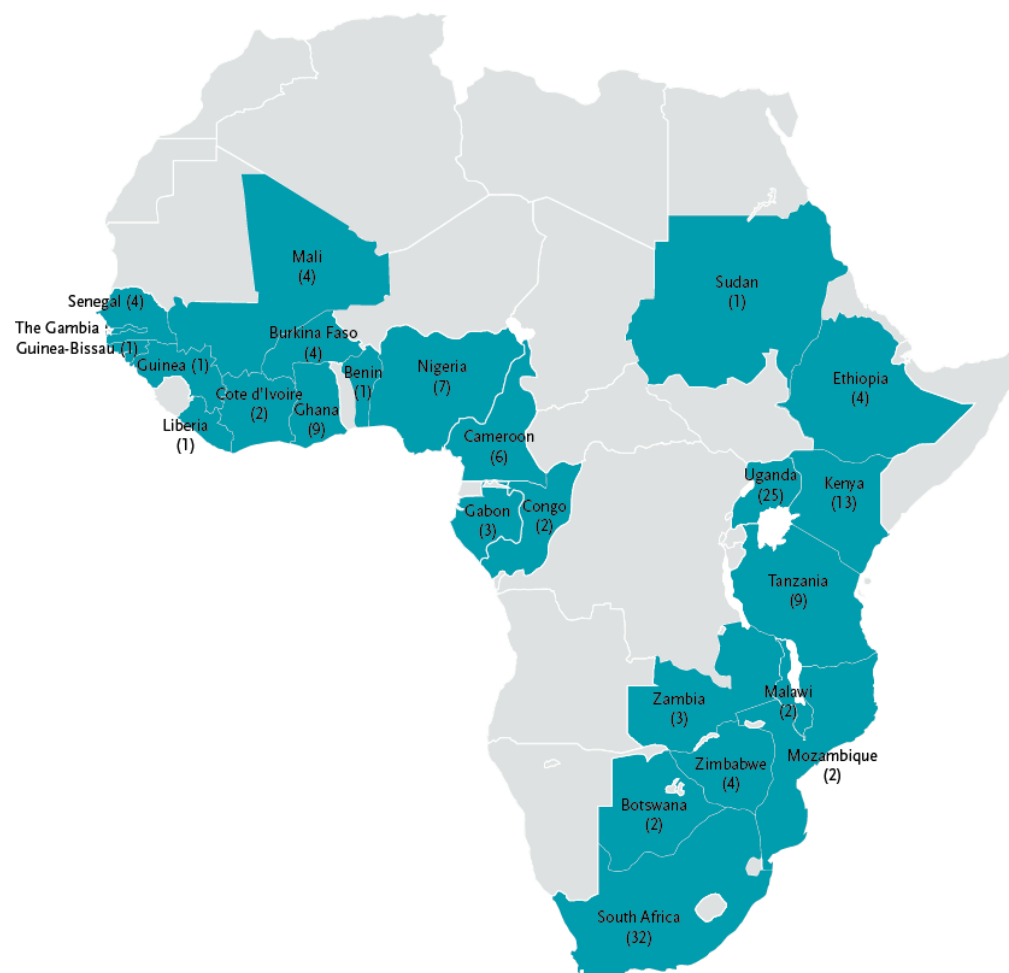 Mali
(4)
Sudan
(1)
Senegal (4)
The Gambia
Burkina Faso
(4)
Guinea-Bissau (1)
Guinea (1)
Benin
(1)
Nigeria
(7)
Ethiopia
(4)
Cote d'Ivoire
(2)
Ghana
(9)
Liberia
(1)
Cameroon
(6)
Uganda
(25)
Kenya
(13)
Gabon
(3)
Congo
(2)
Tanzania
(9)
Zambia
(3)
Malawi
(2)
Mozambique
(2)
Zimbabwe
(4)
Botswana
(2)
South Africa
(32)